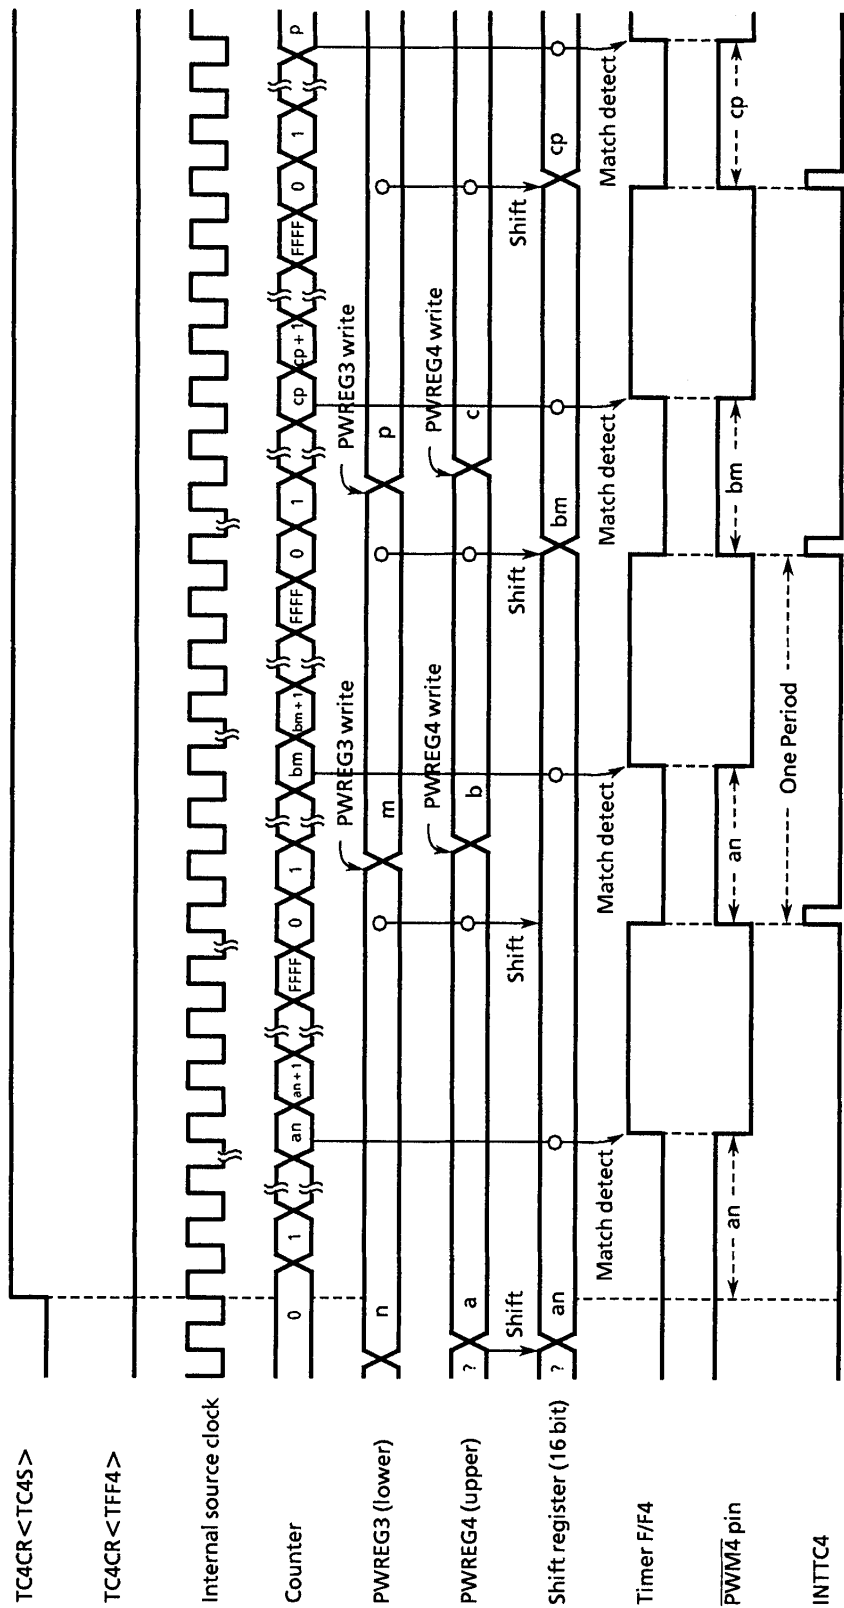 TC4CR<TC4S>
TC4CR<TFF4>
Internal source clock
Counter 0 1 an an+1 FFFF 0 1 bm bm+1 FFFF 0 1 cp cp+1 FFFF 0 1 p
PWREG3 write PWREG3 write
PWREG3 (lower) n m p
PWREG4 write PWREG4 write
PWREG4 (upper) ? a b c
Shift Shift Shift Shift
Shift register (16 bit) ? an bm cp
Match detect Match detect Match detect Match detect
Timer F/F4
PWM4 pin an an bm cp
One Period
INTTC4